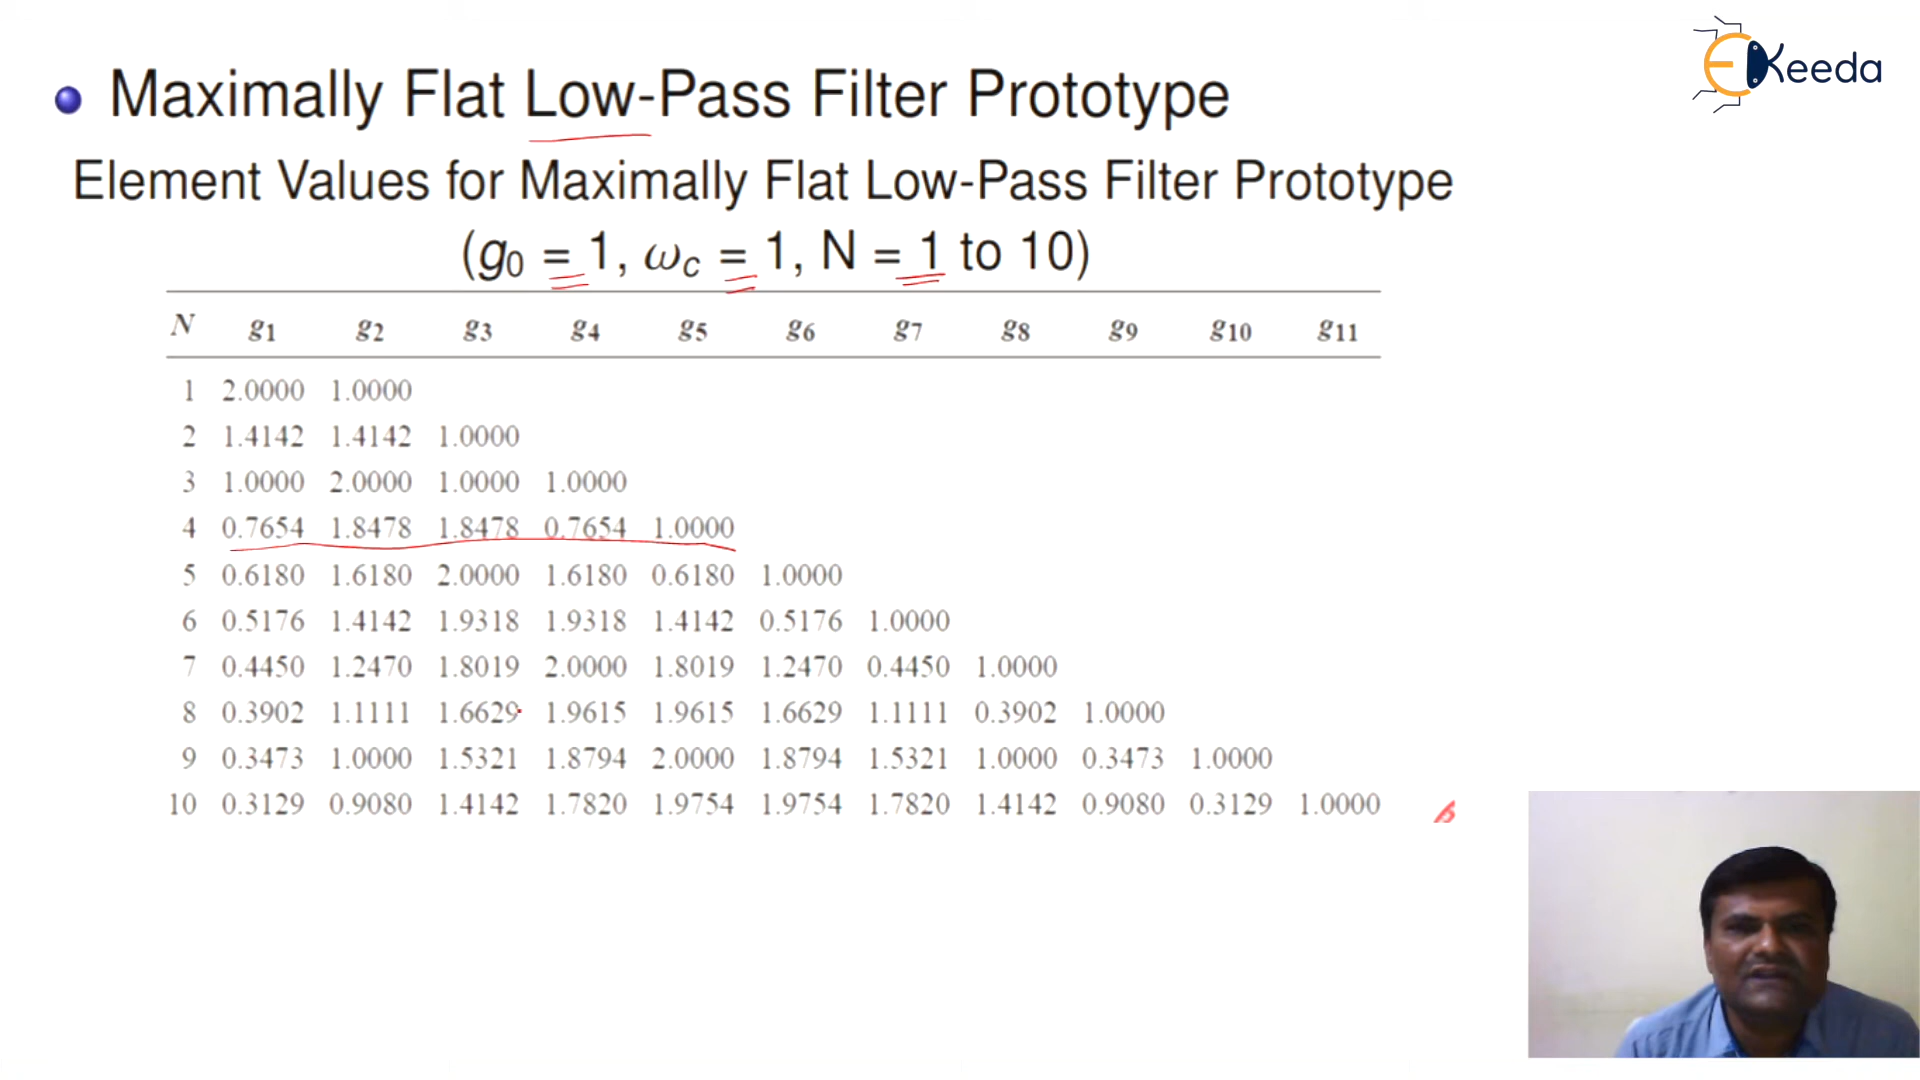 EKeeda
Maximally Flat Low-Pass Filter Prototype
Element Values for Maximally Flat Low-Pass Filter Prototype
(g0 = 1, ωc = 1, N = 1 to 10)
N g1 g2 g3 g4 g5 g6 g7 g8 g9 g10 g11
1 2.0000 1.0000
2 1.4142 1.4142 1.0000
3 1.0000 2.0000 1.0000 1.0000
4 0.7654 1.8478 1.8478 0.7654 1.0000
5 0.6180 1.6180 2.0000 1.6180 0.6180 1.0000
6 0.5176 1.4142 1.9318 1.9318 1.4142 0.5176 1.0000
7 0.4450 1.2470 1.8019 2.0000 1.8019 1.2470 0.4450 1.0000
8 0.3902 1.1111 1.6629 1.9615 1.9615 1.6629 1.1111 0.3902 1.0000
9 0.3473 1.0000 1.5321 1.8794 2.0000 1.8794 1.5321 1.0000 0.3473 1.0000
10 0.3129 0.9080 1.4142 1.7820 1.9754 1.9754 1.7820 1.4142 0.9080 0.3129 1.0000